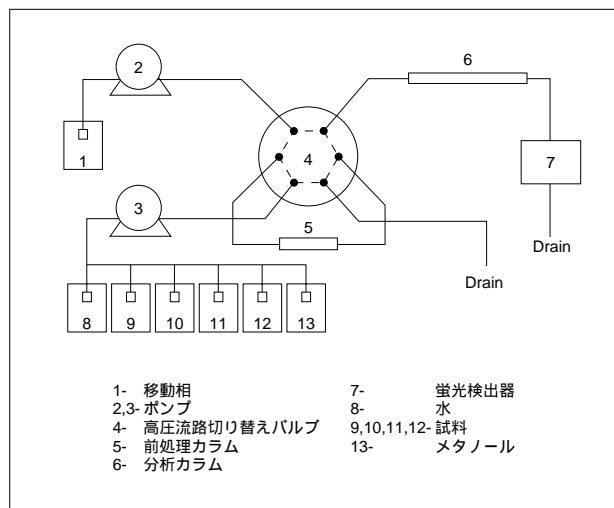 2
6
1
4
7
3
5
Drain
Drain
8 9 10 11 12 13
1- 移動相
2,3- ポンプ
4- 高圧流路切り替えバルブ
5- 前処理カラム
6- 分析カラム
7- 蛍光検出器
8- 水
9,10,11,12- 試料
13- メタノール